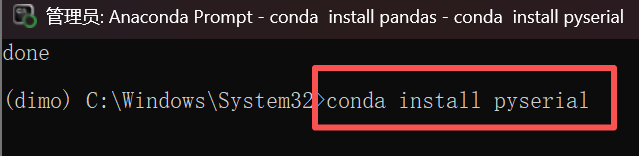 管理员: Anaconda Prompt - conda  install pandas - conda  install pyserial
done
(dimo) C:\Windows\System32>conda install pyserial